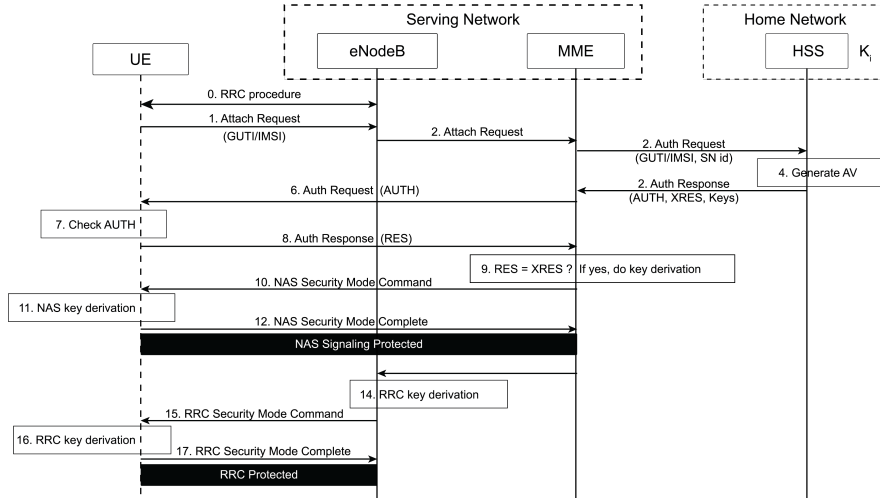 Serving Network
Home Network
UE
eNodeB
MME
HSS
Ki
0. RRC procedure
1. Attach Request
(GUTI/IMSI)
2. Attach Request
2. Auth Request
(GUTI/IMSI, SN id)
4. Generate AV
2. Auth Response
(AUTH, XRES, Keys)
6. Auth Request (AUTH)
7. Check AUTH
8. Auth Response (RES)
9. RES = XRES ? If yes, do key derivation
10. NAS Security Mode Command
11. NAS key derivation
12. NAS Security Mode Complete
NAS Signaling Protected
14. RRC key derivation
15. RRC Security Mode Command
16. RRC key derivation
17. RRC Security Mode Complete
RRC Protected